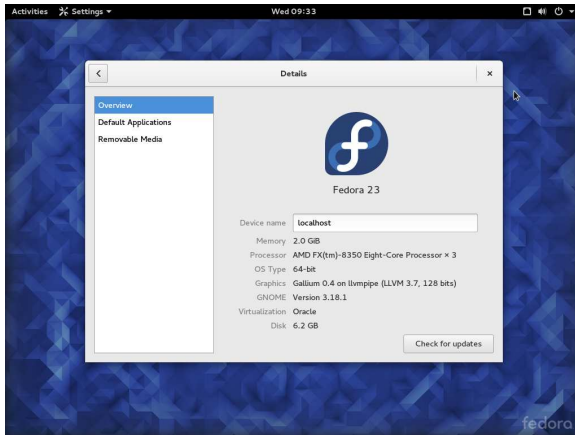 Activities Settings Wed 09:33
Details
Overview
Default Applications
Removable Media
Fedora 23
Device name localhost
Memory 2.0 GiB
Processor AMD FX(tm)-8350 Eight-Core Processor × 3
OS Type 64-bit
Graphics Gallium 0.4 on llvmpipe (LLVM 3.7, 128 bits)
GNOME Version 3.18.1
Virtualization Oracle
Disk 6.2 GB
Check for updates
fedora